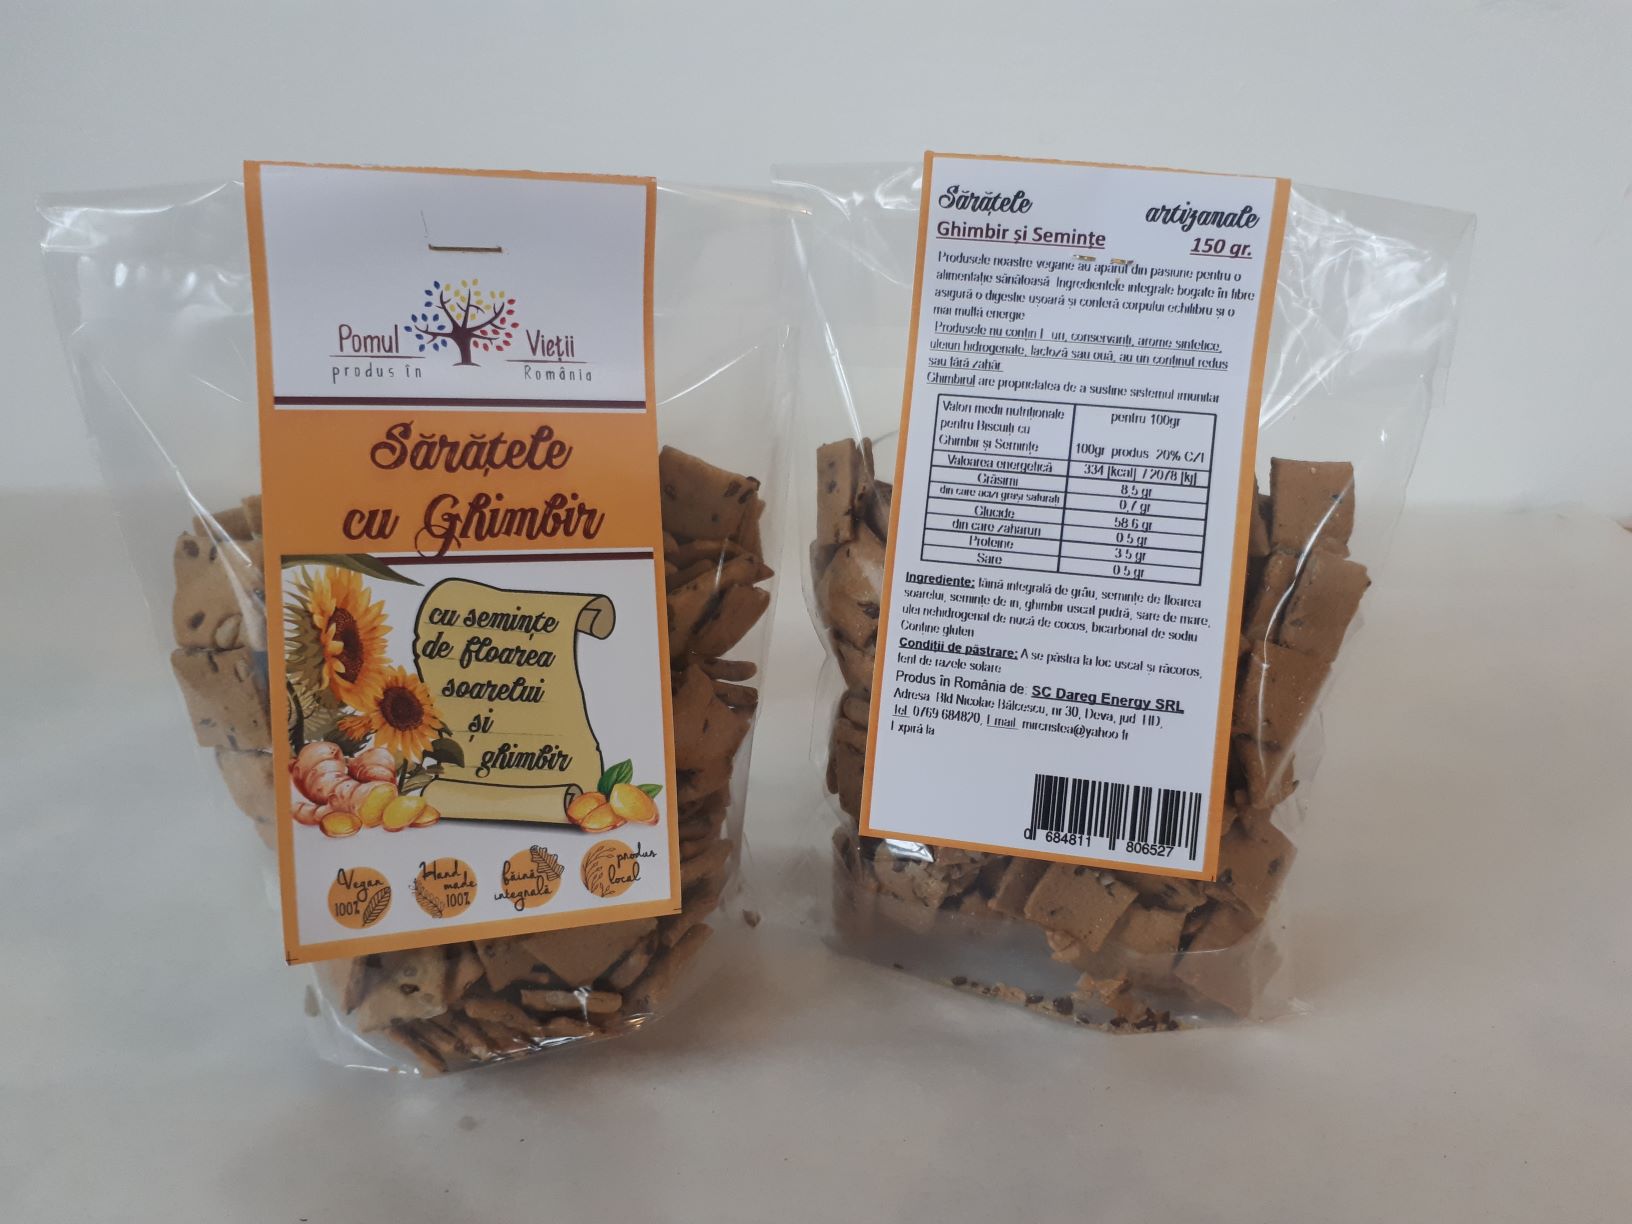 Pomul Vieții
produs în România
Sărățele
cu Ghimbir
cu semințe
de floarea
soarelui
și
ghimbir
Vegan
100%
Hand
made
100%
făină
integrală
produs
local
Sărățele artizanale
Ghimbir și Semințe 150 gr.
Produsele noastre vegane au apărut din pasiune pentru o
alimentație sănătoasă Ingredientele integrale bogate în fibre
asigură o digestie ușoară și conferă corpului echilibru și o
mai multă energie
Produsele nu conțin conservanți, arome sintetice,
uleiuri hidrogenate, lactoză sau ouă, au un conținut redus
sau fără zahăr
Ghimbirul are proprietatea de a susține sistemul imunitar
Valori medii nutriționale pentru 100gr
pentru Biscuiți cu
Ghimbir și Semințe 100gr produs 20% C/I
Valoarea energetică 334 [kcal] / 2078 [kj]
Grăsimi 8 5 gr
din care acizi grași saturați 0,7 gr
Glucide 58 6 gr
din care zaharuri 0 5 gr
Proteine 3 5 gr
Sare 0 5 gr
Ingrediente: făină integrală de grâu, semințe de floarea
soarelui, semințe de in, ghimbir uscat pudră, sare de mare,
ulei nehidrogenat de nucă de cocos, bicarbonat de sodiu
Conține gluten
Condiții de păstrare: A se păstra la loc uscat și răcoros,
ferit de razele solare
Produs în România de: SC Dareq Energy SRL
Adresa Bld Nicolae Bălcescu, nr 30, Deva, jud HD,
Tel 0769 684820, E mail mircristea@yahoo fr
Expiră la
0 684811 806527